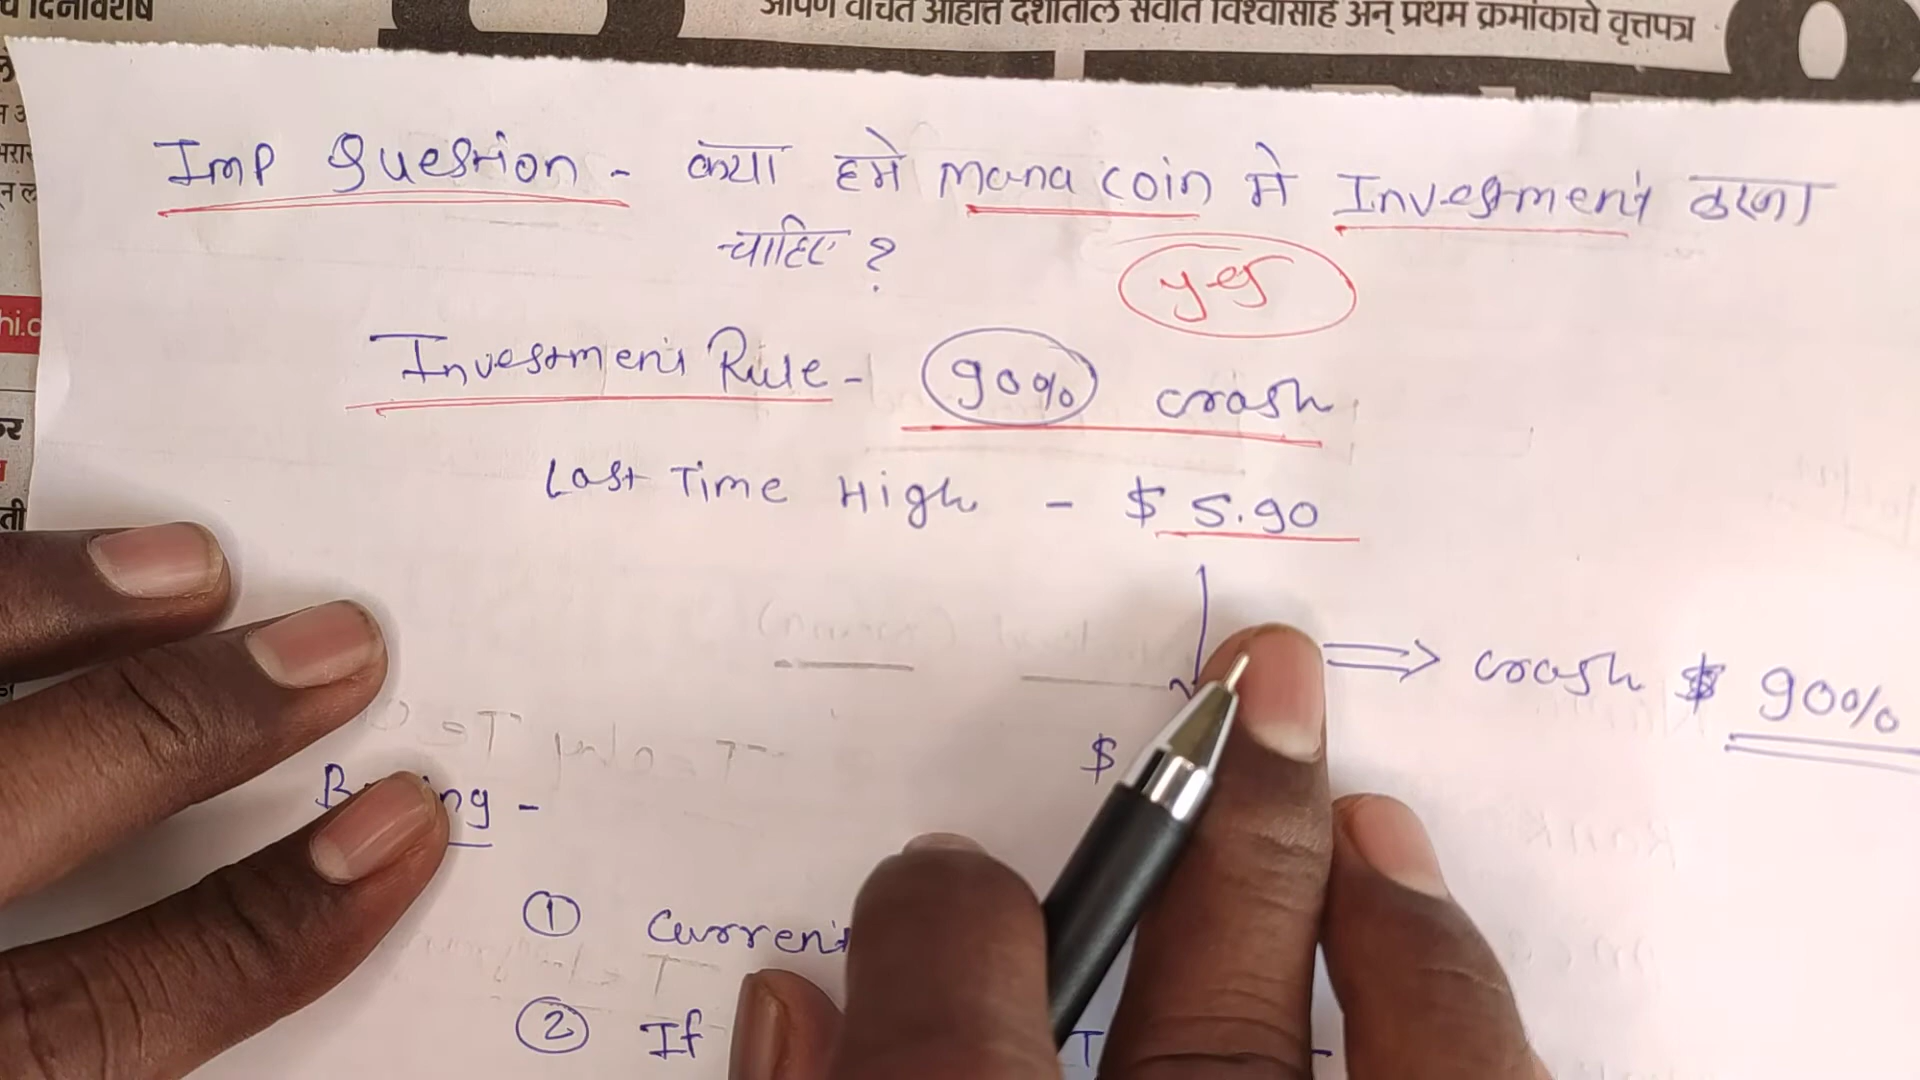 दिनविशेष
आपण वाचत आहात देशातील सर्वात विश्वासार्ह अन् प्रथम क्रमांकाचे वृत्तपत्र
Imp Question - क्या हमे mana coin मे Investment करना
चाहिए ?
yes
Investment Rule - 90% crash
Last Time High - $ 5.90
⇒ crash $ 90%
$
① Current
② If